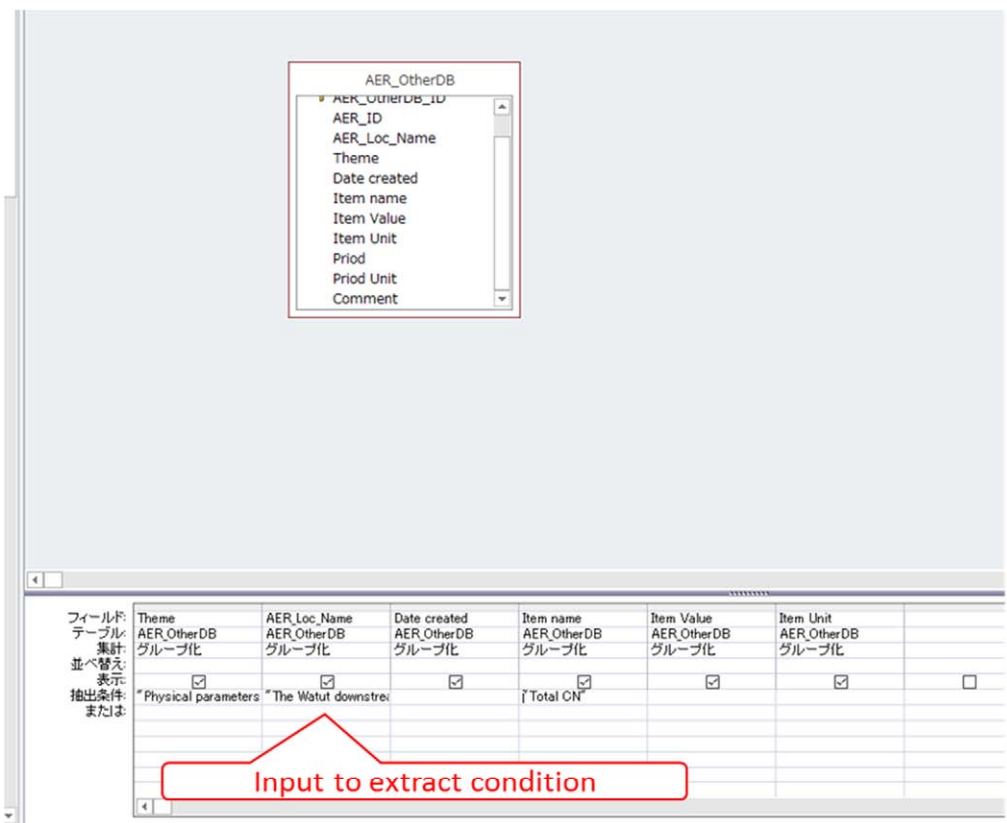 AER_OtherDB
AER_OtherDB_ID
AER_ID
AER_Loc_Name
Theme
Date created
Item name
Item Value
Item Unit
Priod
Priod Unit
Comment
フィールド: Theme AER_Loc_Name Date created Item name Item Value Item Unit
テーブル: AER_OtherDB AER_OtherDB AER_OtherDB AER_OtherDB AER_OtherDB AER_OtherDB
集計: グループ化 グループ化 グループ化 グループ化 グループ化 グループ化
並べ替え:
表示:
抽出条件: "Physical parameters "The Watut downstrea "Total CN"
または:
Input to extract condition